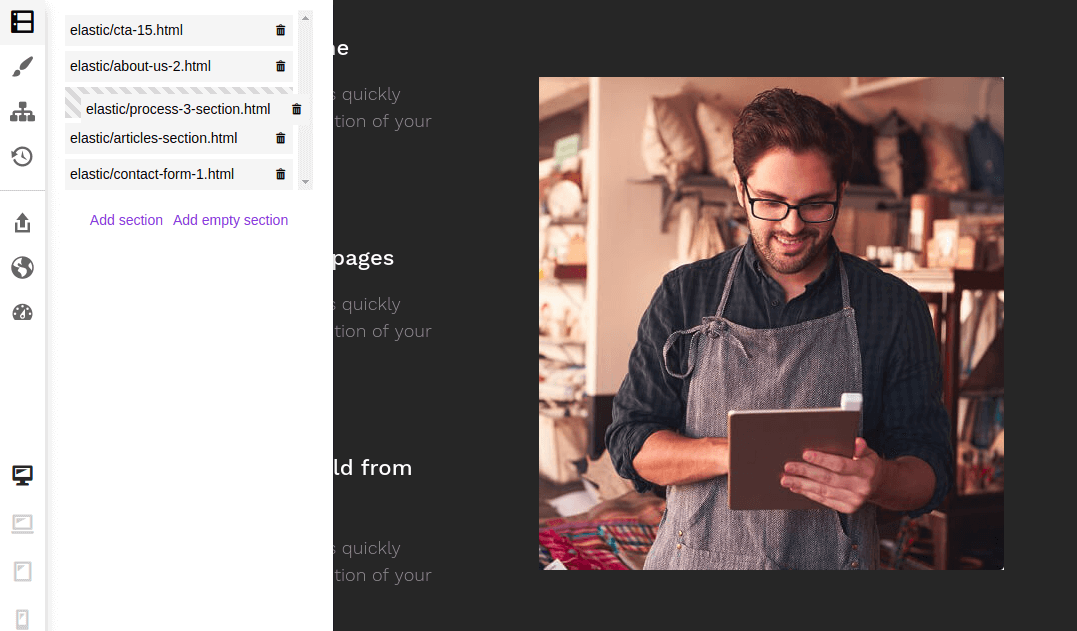 elastic/cta-15.html
elastic/about-us-2.html
elastic/process-3-section.html
elastic/articles-section.html
elastic/contact-form-1.html
Add section Add empty section
quickly
tion of your
pages
quickly
tion of your
ld from
quickly
tion of your